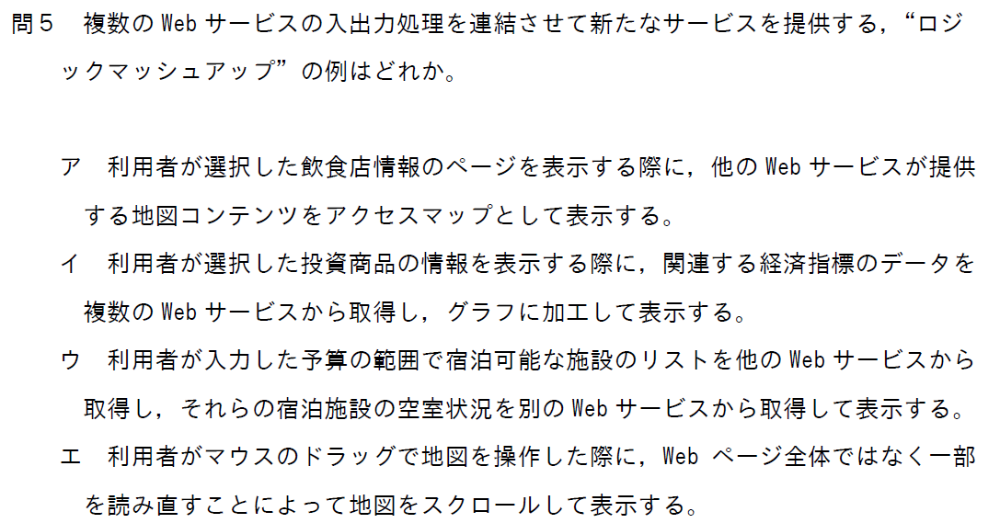 問5 複数の Web サービスの入出力処理を連結させて新たなサービスを提供する，“ロジ
ックマッシュアップ”の例はどれか。
ア 利用者が選択した飲食店情報のページを表示する際に，他の Web サービスが提供
する地図コンテンツをアクセスマップとして表示する。
イ 利用者が選択した投資商品の情報を表示する際に，関連する経済指標のデータを
複数の Web サービスから取得し，グラフに加工して表示する。
ウ 利用者が入力した予算の範囲で宿泊可能な施設のリストを他の Web サービスから
取得し，それらの宿泊施設の空室状況を別の Web サービスから取得して表示する。
エ 利用者がマウスのドラッグで地図を操作した際に，Web ページ全体ではなく一部
を読み直すことによって地図をスクロールして表示する。